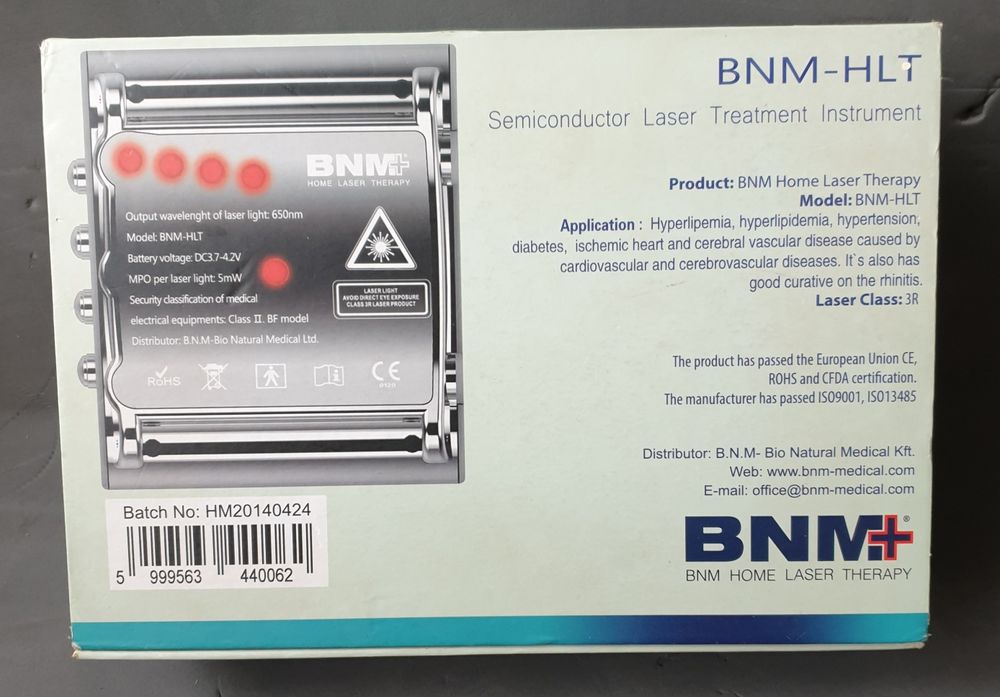 BNM-HLT
Semiconductor Laser Treatment Instrument
Product: BNM Home Laser Therapy
Model: BNM-HLT
Application : Hyperlipemia, hyperlipidemia, hypertension,
diabetes, ischemic heart and cerebral vascular disease caused by
cardiovascular and cerebrovascular diseases. It`s also has
good curative on the rhinitis.
Laser Class: 3R
The product has passed the European Union CE,
ROHS and CFDA certification.
The manufacturer has passed ISO9001, ISO13485
Distributor: B.N.M- Bio Natural Medical Kft.
Web: www.bnm-medical.com
E-mail: office@bnm-medical.com
BNM+®
BNM HOME LASER THERAPY
BNM+
HOME LASER THERAPY
Output wavelenght of laser light: 650nm
Model: BNM-HLT
Battery voltage: DC3.7-4.2V
MPO per laser light: 5mW
Security classification of medical
electrical equipments: Class II. BF model
Distributor: B.N.M-Bio Natural Medical Ltd.
LASER LIGHT
AVOID DIRECT EYE EXPOSURE
CLASS 3R LASER PRODUCT
RoHS
CE
0120
Batch No: HM20140424
5 999563 440062